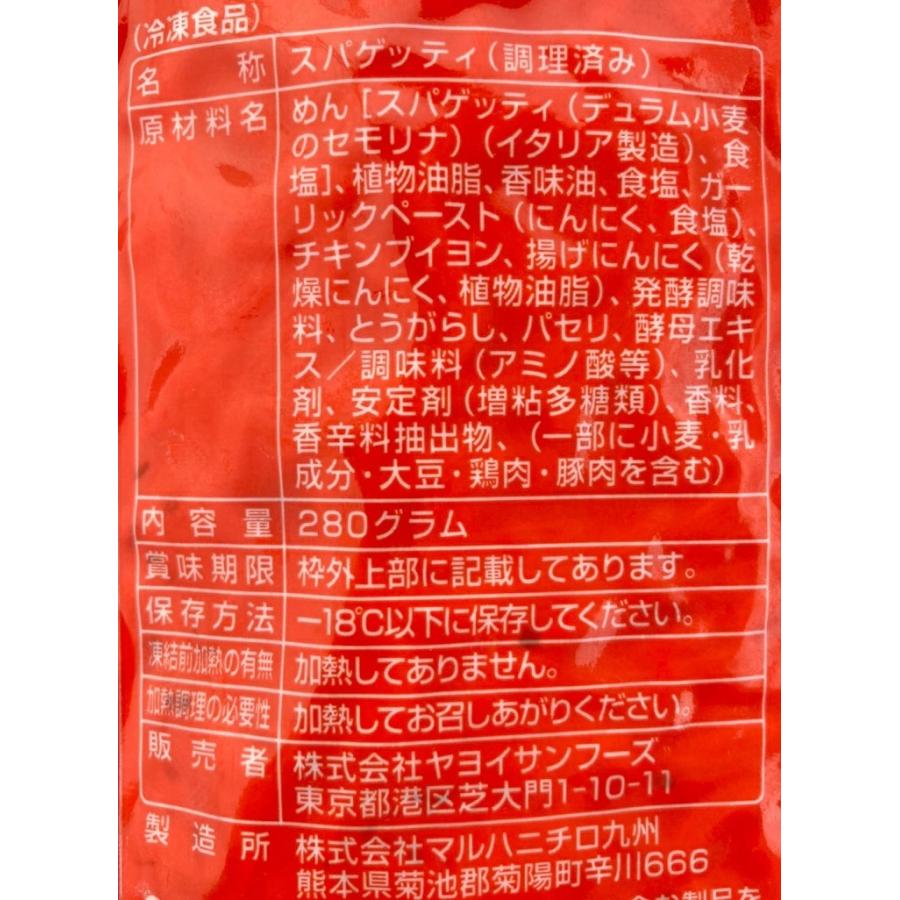 (冷凍食品)
名称 スパゲッティ(調理済み)
原材料名 めん[スパゲッティ(デュラム小麦
のセモリナ)(イタリア製造)、食
塩]、植物油脂、香味油、食塩、ガー
リックペースト(にんにく、食塩)、
チキンブイヨン、揚げにんにく(乾
燥にんにく、植物油脂)、発酵調味
料、とうがらし、パセリ、酵母エキ
ス/調味料(アミノ酸等)、乳化
剤、安定剤(増粘多糖類)、香料、
香辛料抽出物、(一部に小麦・乳
成分・大豆・鶏肉・豚肉を含む)
内容量 280グラム
賞味期限 枠外上部に記載してあります。
保存方法 −18℃以下に保存してください。
凍結前加熱の有無 加熱してありません。
加熱調理の必要性 加熱してお召しあがりください。
販売者 株式会社ヤヨイサンフーズ
東京都港区芝大門1-10-11
製造所 株式会社マルハニチロ九州
熊本県菊池郡菊陽町辛川666